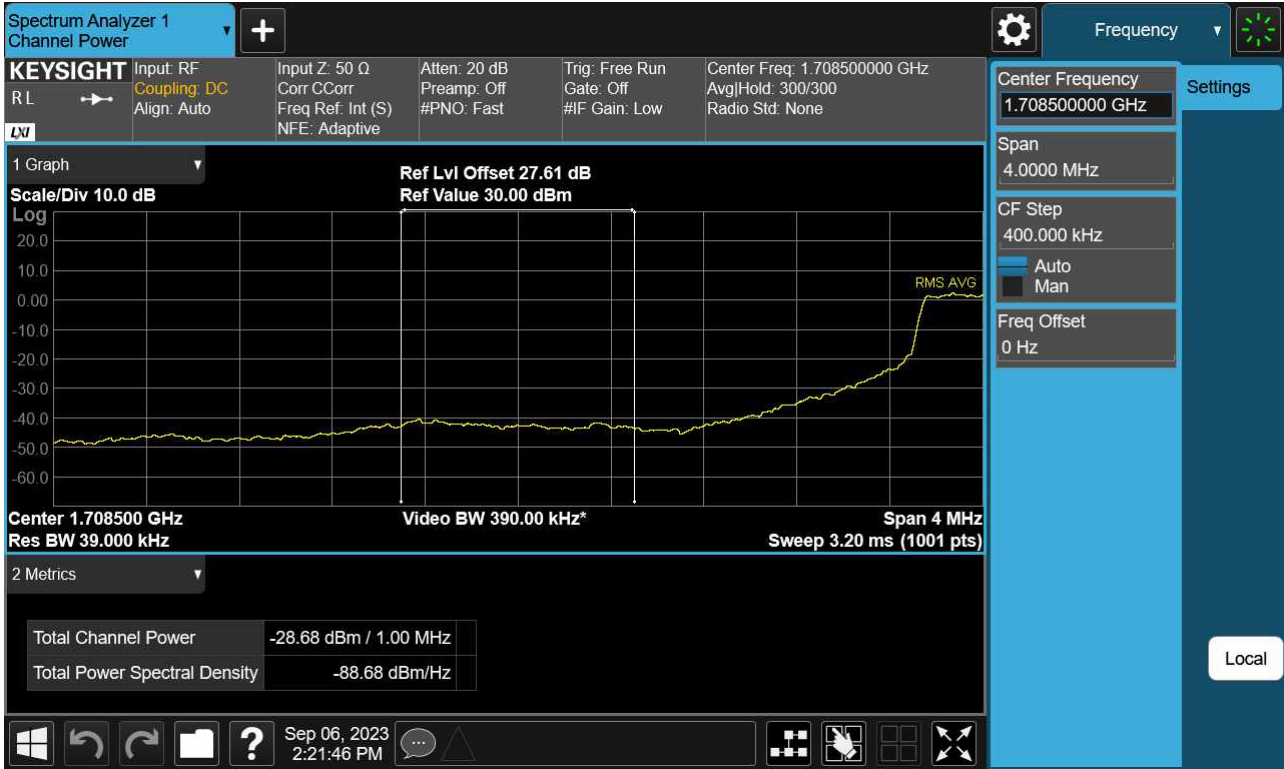 Spectrum Analyzer 1
Channel Power
Frequency
KEYSIGHT
R L
LXI
Input: RF
Coupling: DC
Align: Auto
Input Z: 50 Ω
Corr CCorr
Freq Ref: Int (S)
NFE: Adaptive
Atten: 20 dB
Preamp: Off
#PNO: Fast
Trig: Free Run
Gate: Off
#IF Gain: Low
Center Freq: 1.708500000 GHz
Avg|Hold: 300/300
Radio Std: None
Center Frequency
1.708500000 GHz
Settings
Span
4.0000 MHz
CF Step
400.000 kHz
Auto
Man
Freq Offset
0 Hz
1 Graph
Scale/Div 10.0 dB
Ref Lvl Offset 27.61 dB
Ref Value 30.00 dBm
Log
20.0
10.0
0.00
-10.0
-20.0
-30.0
-40.0
-50.0
-60.0
RMS AVG
Center 1.708500 GHz
Video BW 390.00 kHz*
Span 4 MHz
Res BW 39.000 kHz
Sweep 3.20 ms (1001 pts)
2 Metrics
Total Channel Power -28.68 dBm / 1.00 MHz
Total Power Spectral Density -88.68 dBm/Hz
Local
?
Sep 06, 2023
2:21:46 PM